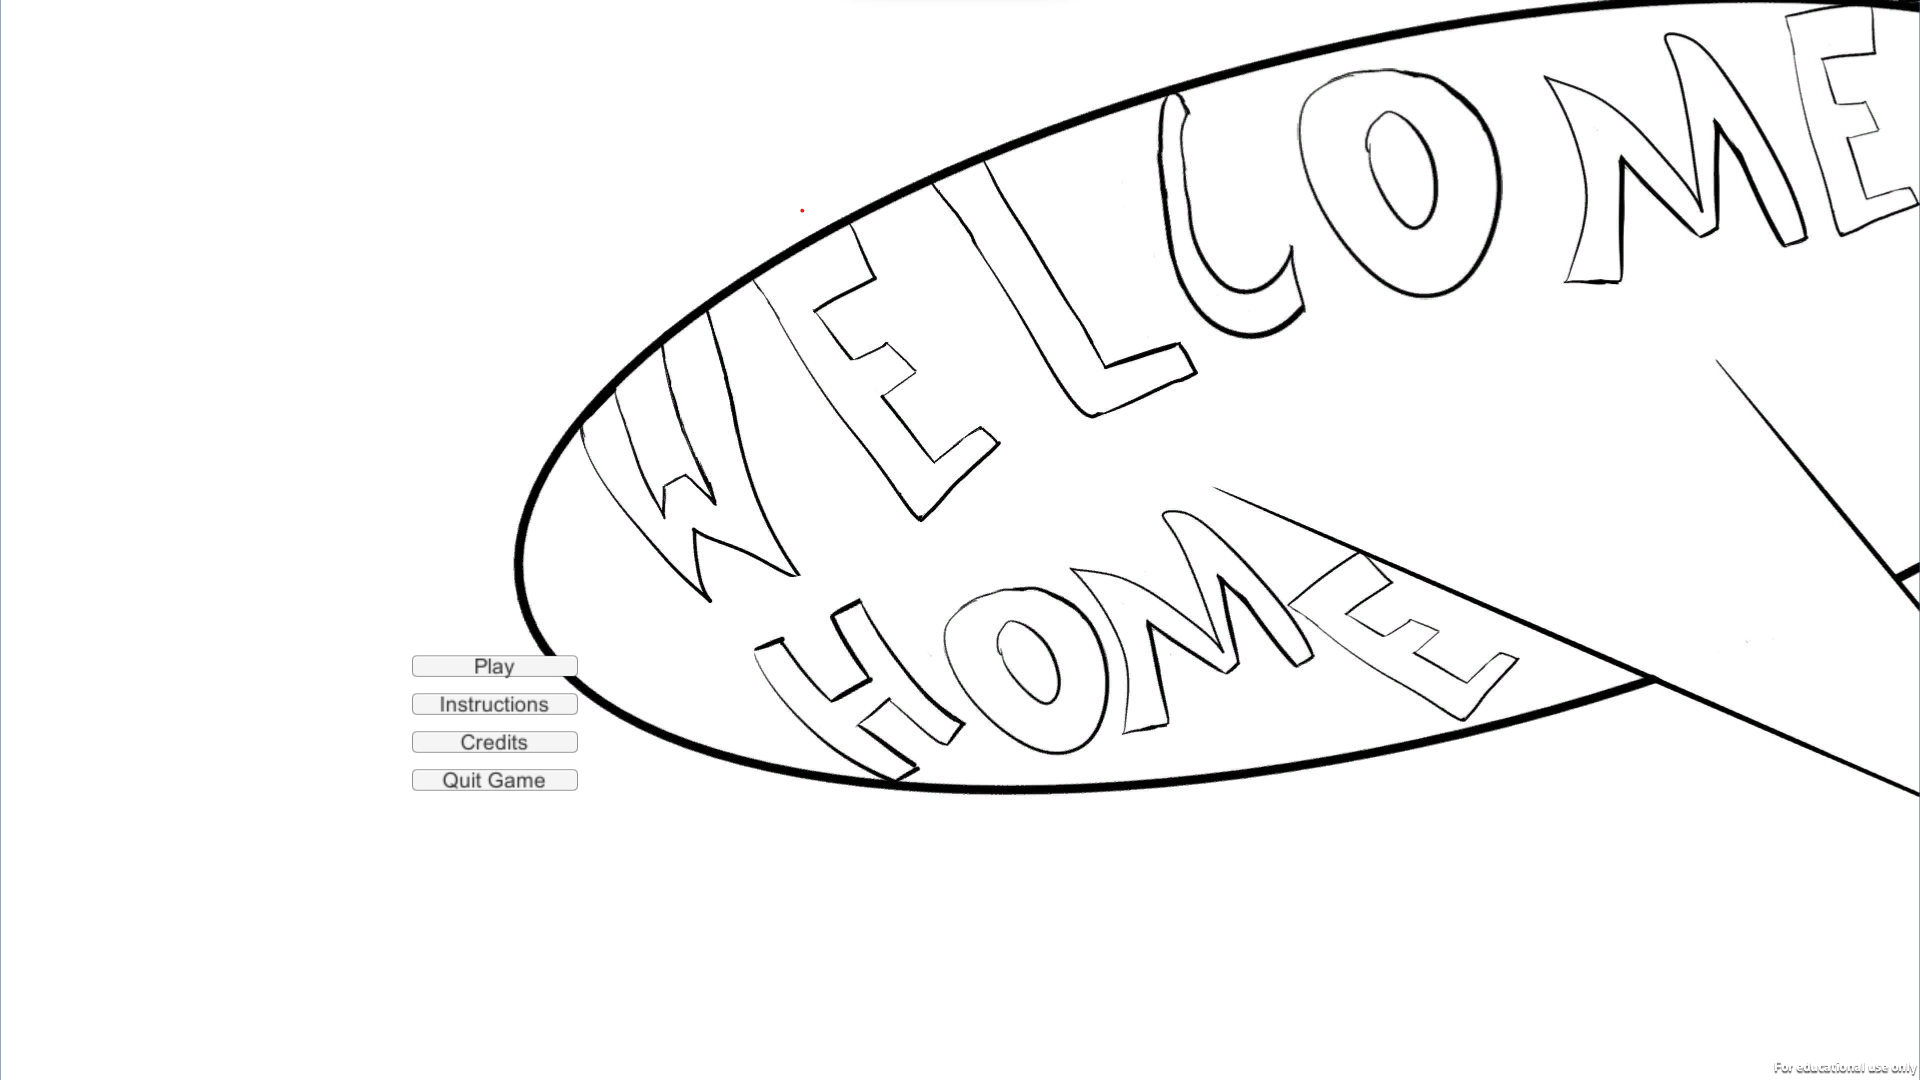 WELCOME
HOME
Play
Instructions
Credits
Quit Game
For educational use only